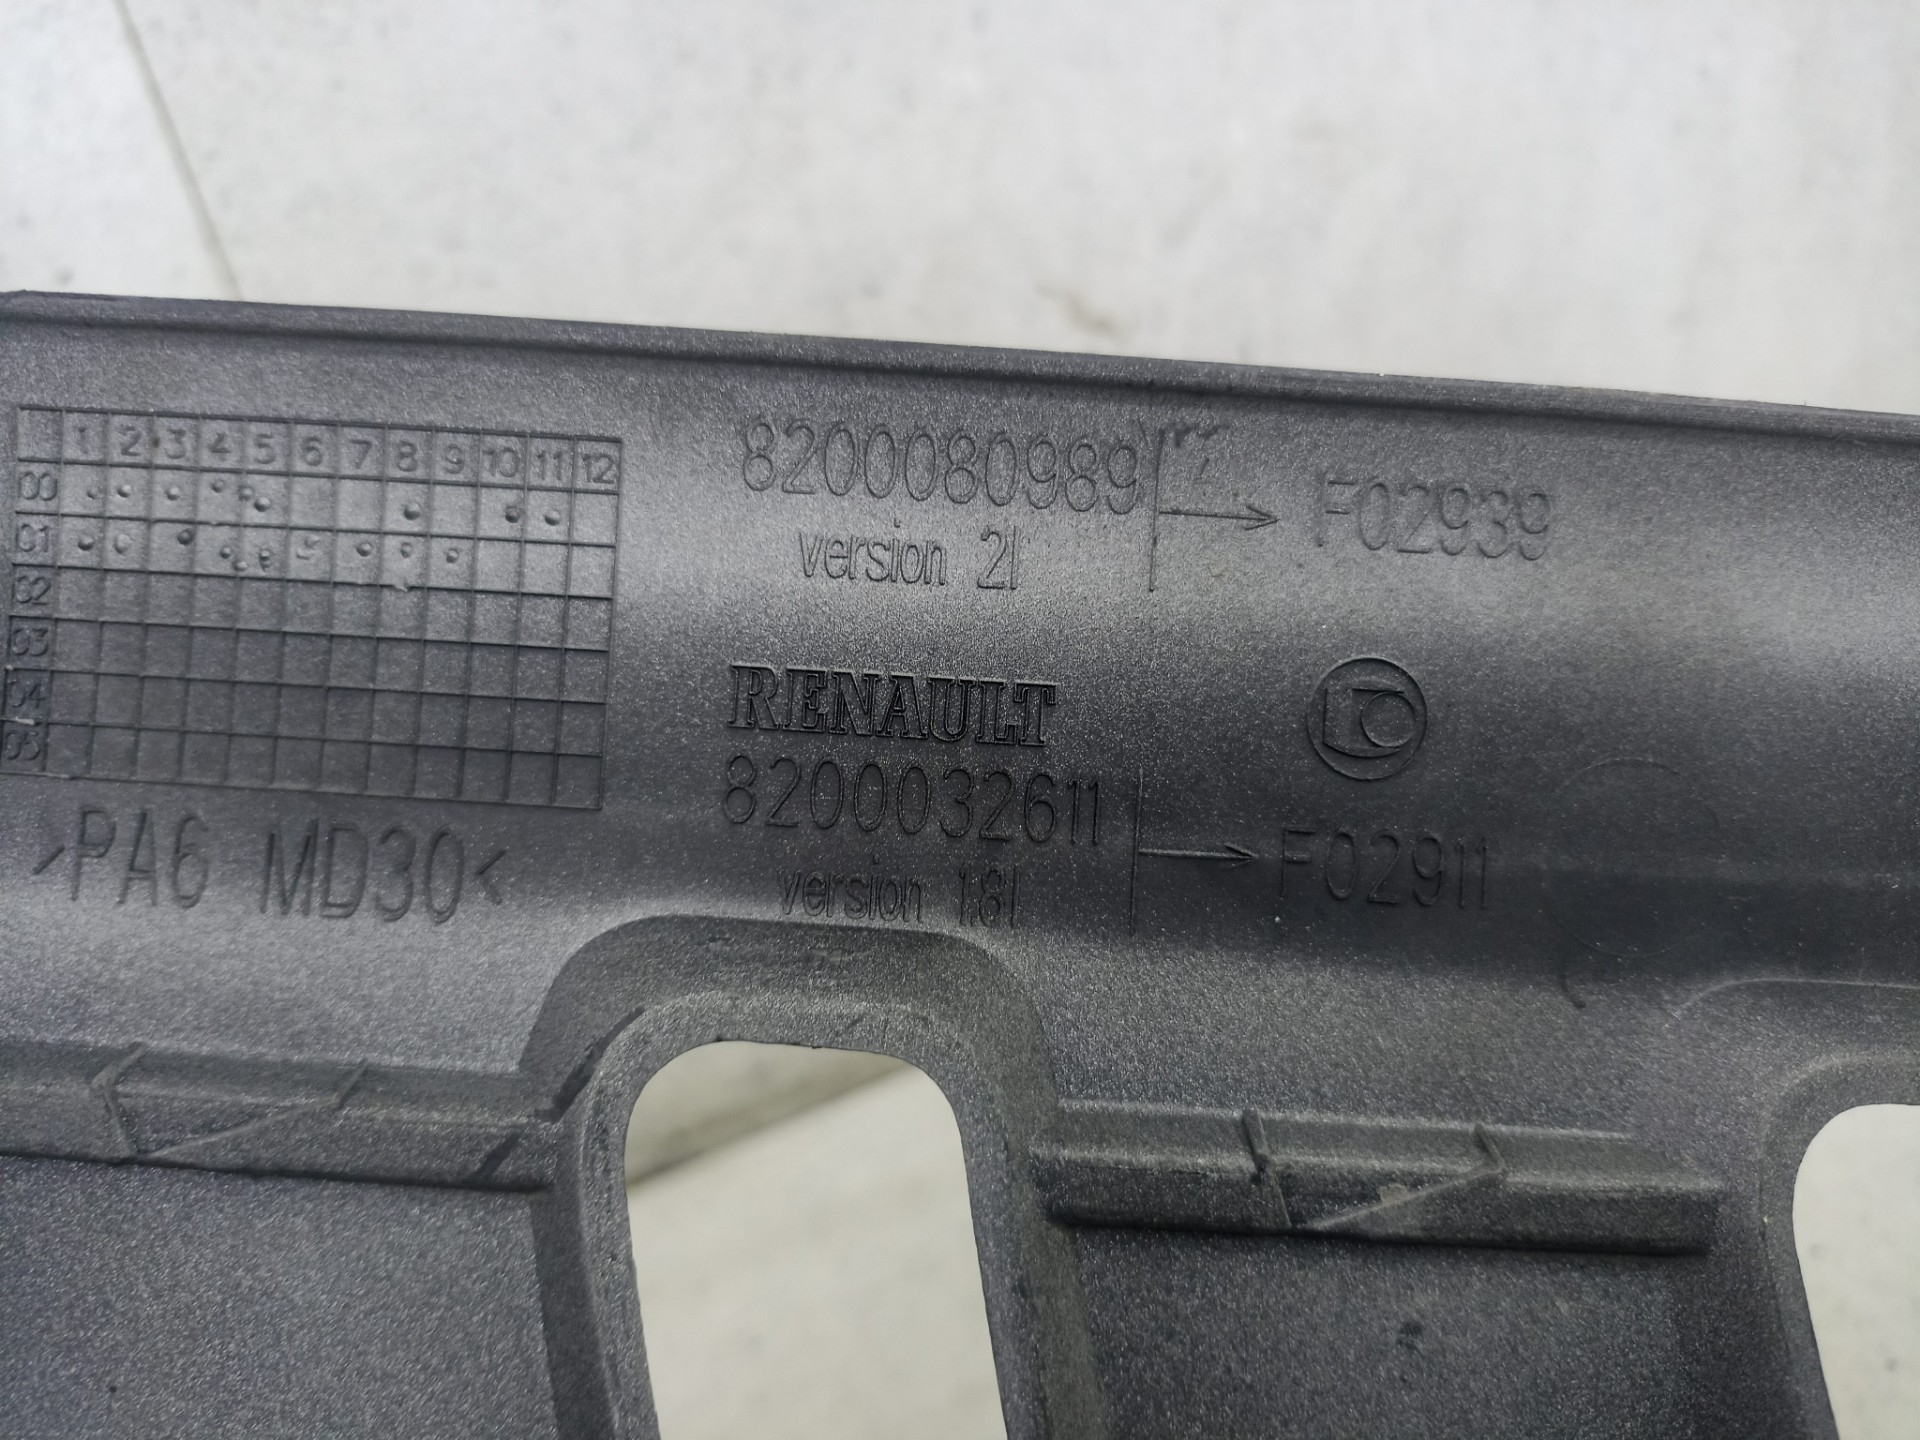 1 2 3 4 5 6 7 8 9 10 11 12
00
01
02
03
04
05
>PA6 MD30<
8200080989 → F02939
version 2l
RENAULT
8200032611 → F02911
version 1.8l